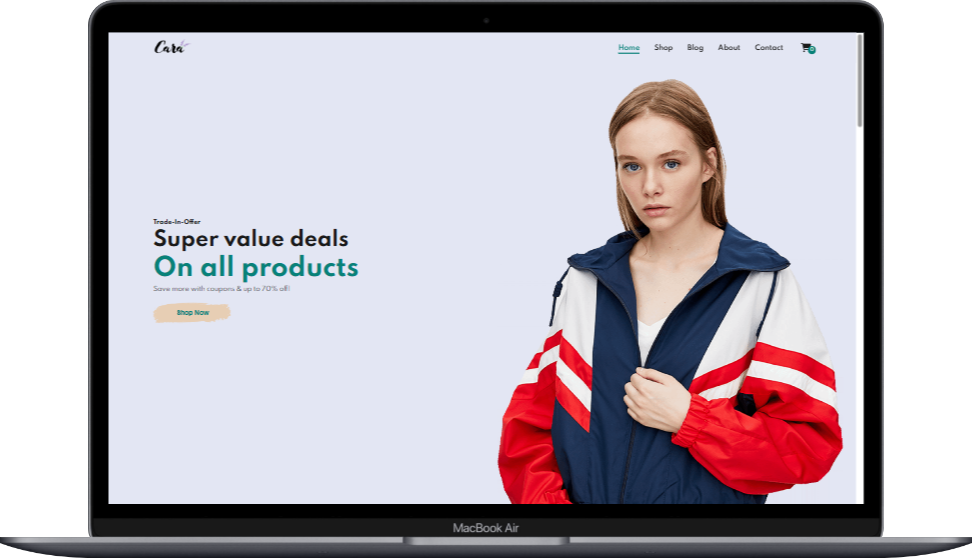 Cara
Home Shop Blog About Contact
Trade-In-Offer
Super value deals
On all products
Save more with coupons & up to 70% off!
Shop Now
MacBook Air